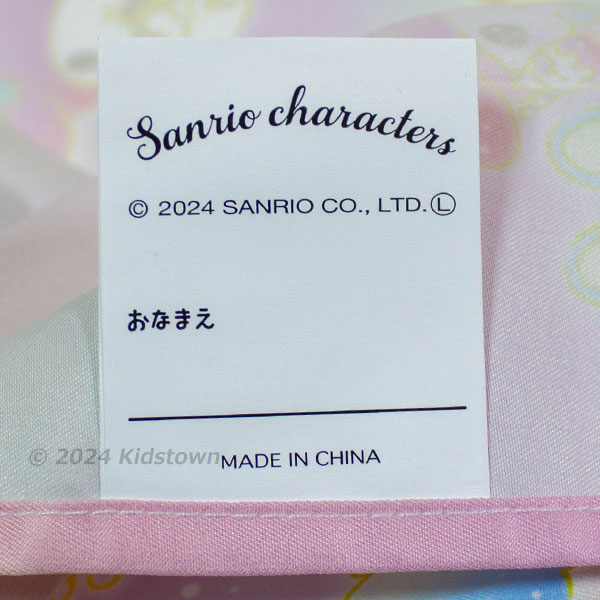 Sanrio characters
© 2024 SANRIO CO., LTD. Ⓛ
おなまえ
© 2024 Kidstown
MADE IN CHINA